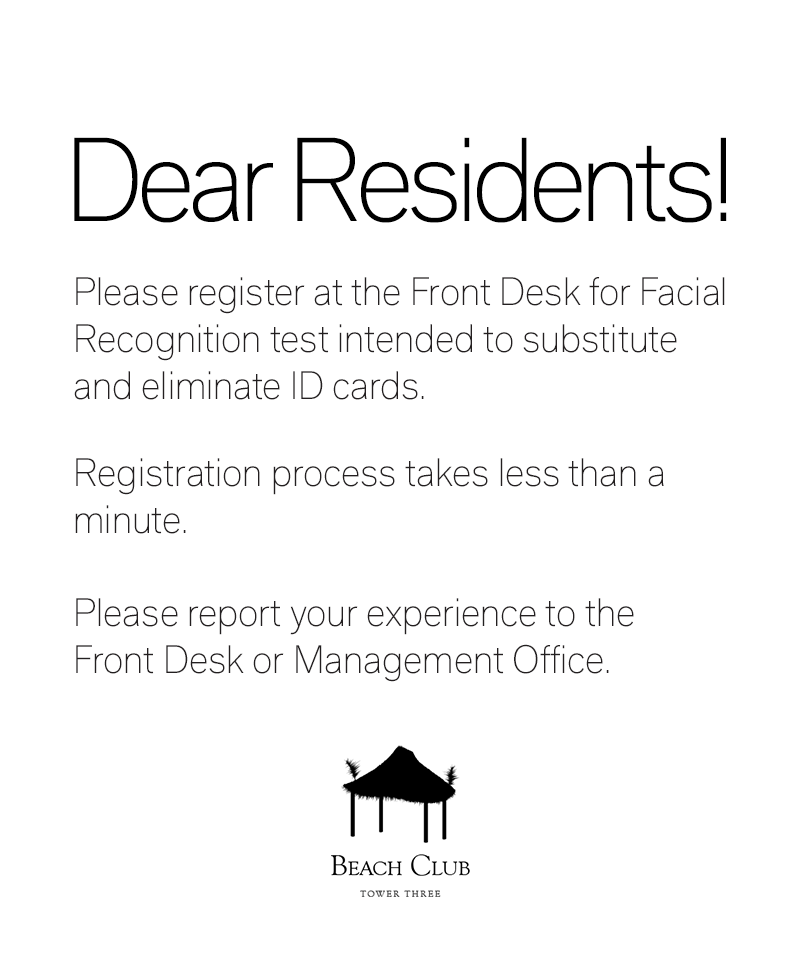 Dear Residents!
Please register at the Front Desk for Facial
Recognition test intended to substitute
and eliminate ID cards.
Registration process takes less than a
minute.
Please report your experience to the
Front Desk or Management Office.
BEACH CLUB
TOWER THREE